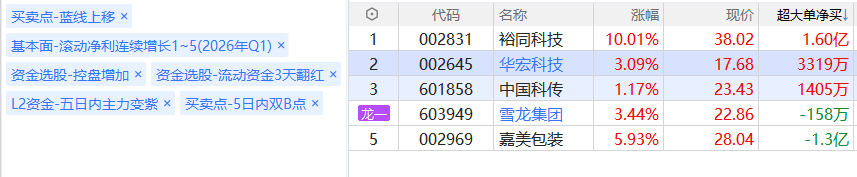 买卖点-蓝线上移 ×
基本面-滚动净利连续增长1~5(2026年Q1) ×
资金选股-控盘增加 × 资金选股-流动资金3天翻红 ×
L2资金-五日内主力变紫 × 买卖点-5日内双B点 ×
代码 名称 涨幅 现价 超大单净买↓
1 002831 裕同科技 10.01% 38.02 1.60亿
2 002645 华宏科技 3.09% 17.68 3319万
3 601858 中国科传 1.17% 23.43 1405万
龙一 603949 雪龙集团 3.44% 22.86 -158万
5 002969 嘉美包装 5.93% 28.04 -1.3亿